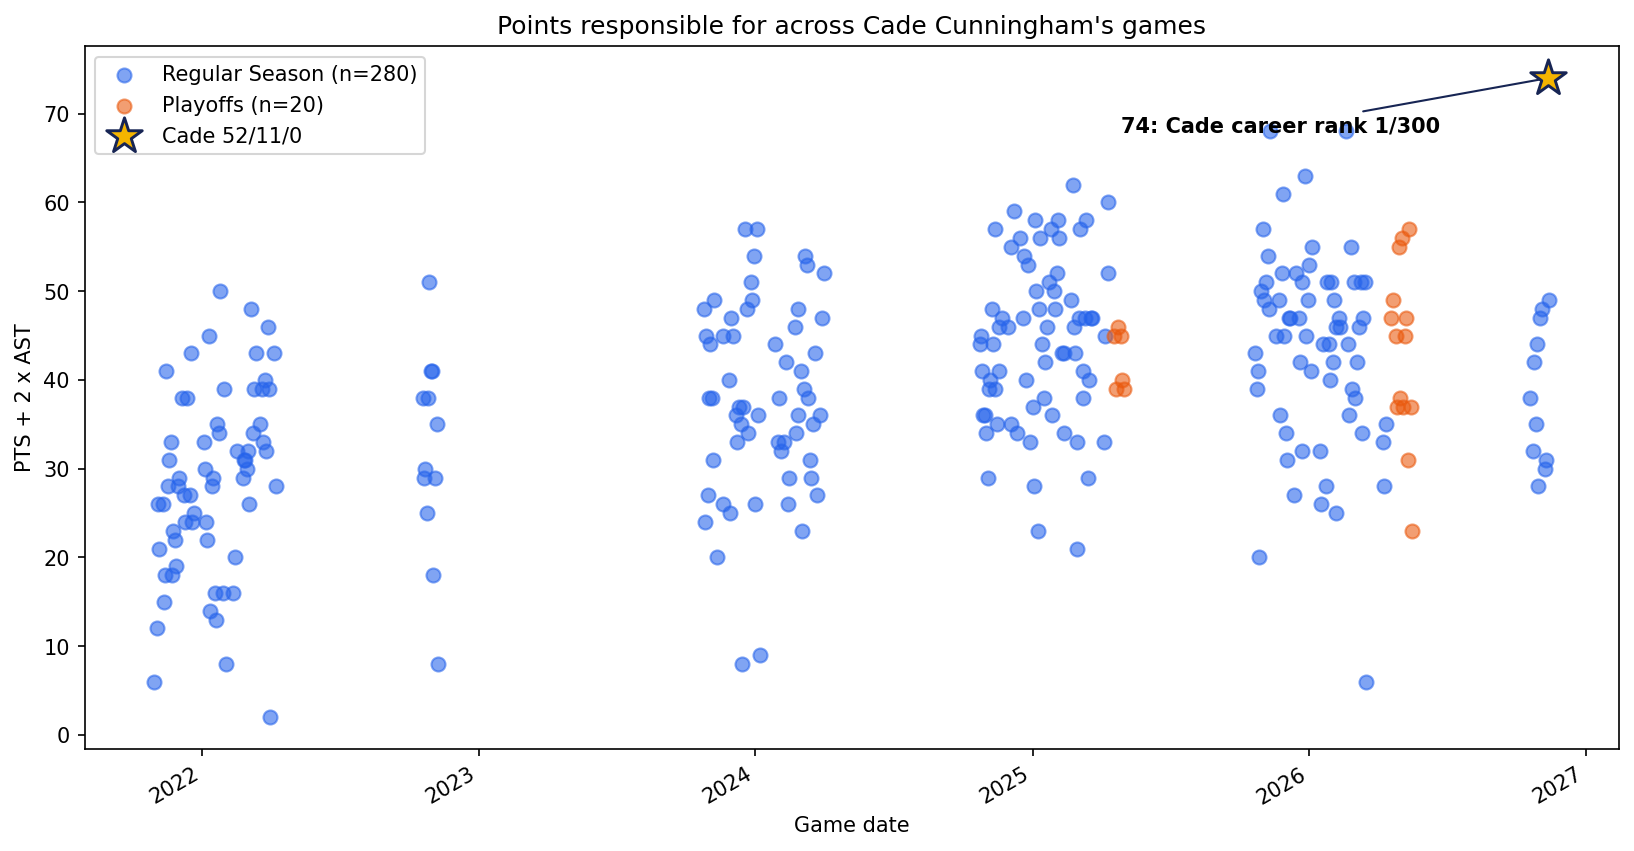 Points responsible for across Cade Cunningham's games
Regular Season (n=280)
Playoffs (n=20)
Cade 52/11/0
74: Cade career rank 1/300
PTS + 2 x AST
70
60
50
40
30
20
10
0
2022
2023
2024
2025
2026
2027
Game date